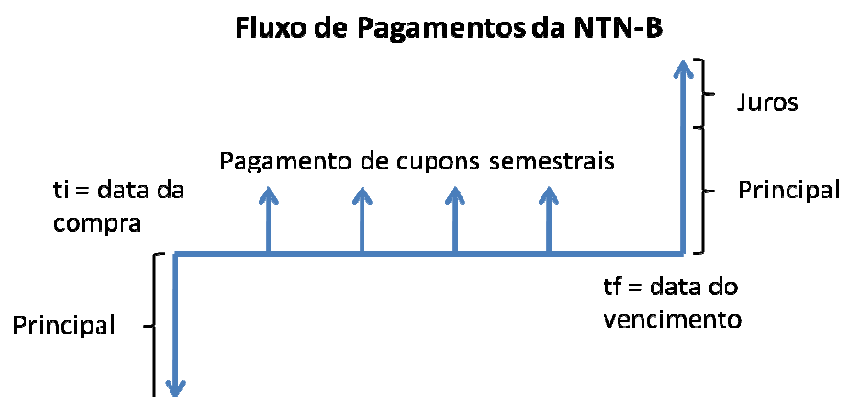 Fluxo de Pagamentos da NTN-B
Juros
Pagamento de cupons semestrais
ti = data da
compra
Principal
tf = data do
vencimento
Principal